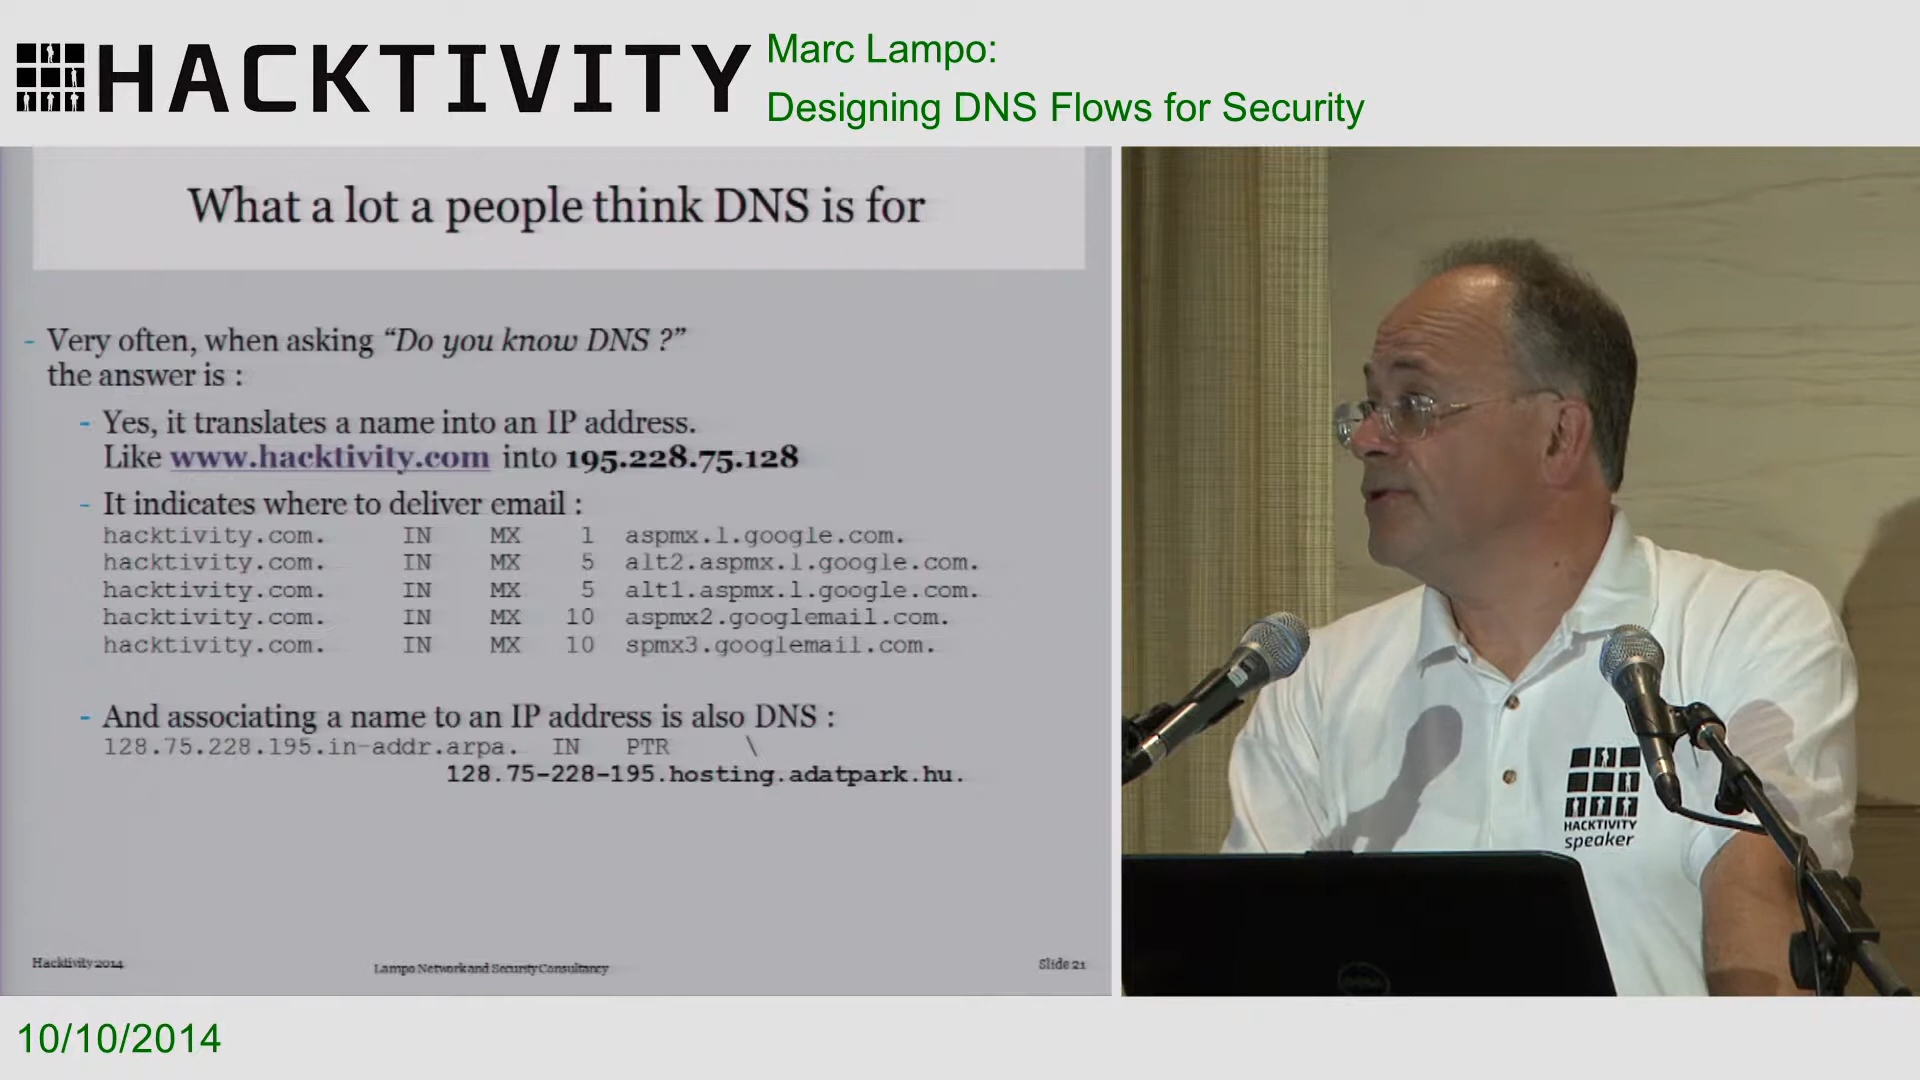 HACKTIVITY
Marc Lampo:
Designing DNS Flows for Security
What a lot a people think DNS is for
- Very often, when asking “Do you know DNS ?”
the answer is :
- Yes, it translates a name into an IP address.
Like www.hacktivity.com into 195.228.75.128
- It indicates where to deliver email :
hacktivity.com. IN MX 1 aspmx.l.google.com.
hacktivity.com. IN MX 5 alt2.aspmx.l.google.com.
hacktivity.com. IN MX 5 alt1.aspmx.l.google.com.
hacktivity.com. IN MX 10 aspmx2.googlemail.com.
hacktivity.com. IN MX 10 spmx3.googlemail.com.
- And associating a name to an IP address is also DNS :
128.75.228.195.in-addr.arpa. IN PTR \
128.75-228-195.hosting.adatpark.hu.
Hacktivity 2014
Lampo Network and Security Consultancy
Slide 21
HACKTIVITY
speaker
DELL
10/10/2014